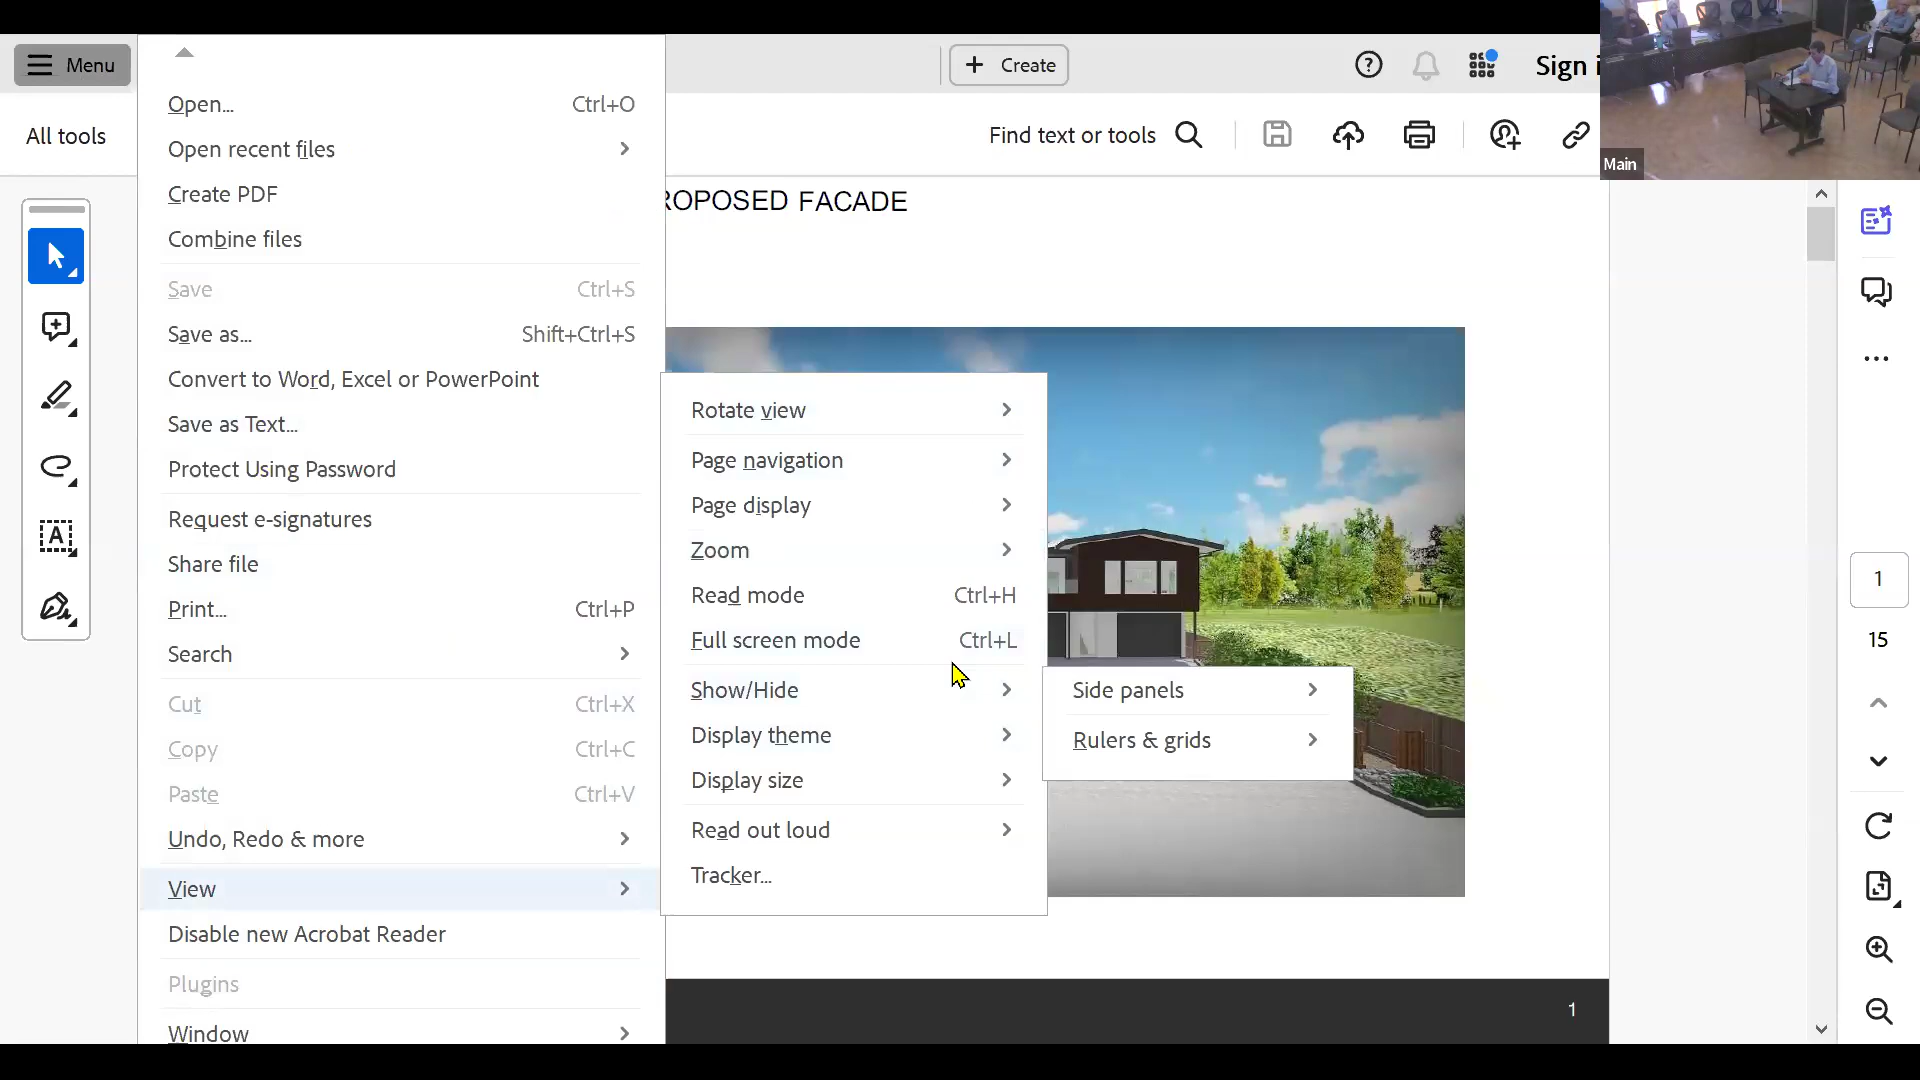 Menu
Create
Sign i
Main
All tools
Find text or tools
Open... Ctrl+O
Open recent files
Create PDF
Combine files
Save Ctrl+S
Save as... Shift+Ctrl+S
Convert to Word, Excel or PowerPoint
Save as Text...
Protect Using Password
Request e-signatures
Share file
Print... Ctrl+P
Search
Cut Ctrl+X
Copy Ctrl+C
Paste Ctrl+V
Undo, Redo & more
View
Disable new Acrobat Reader
Plugins
Window
ROPOSED FACADE
Rotate view
Page navigation
Page display
Zoom
Read mode Ctrl+H
Full screen mode Ctrl+L
Show/Hide
Display theme
Display size
Read out loud
Tracker...
Side panels
Rulers & grids
1
1
15